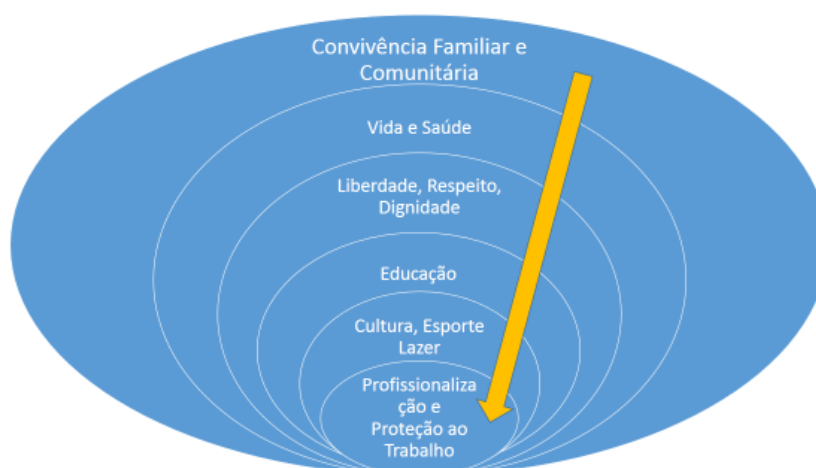 Convivência Familiar e
Comunitária
Vida e Saúde
Liberdade, Respeito,
Dignidade
Educação
Cultura, Esporte
Lazer
Profissionaliza
ção e
Proteção ao
Trabalho